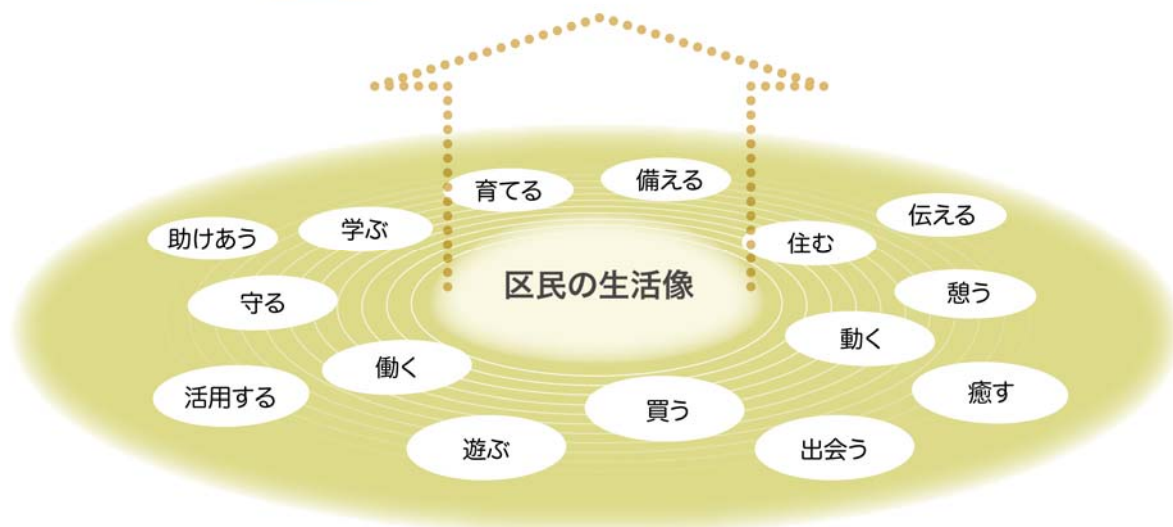 育てる
備える
助けあう
学ぶ
住む
伝える
守る
区民の生活像
憩う
働く
動く
活用する
買う
癒す
遊ぶ
出会う